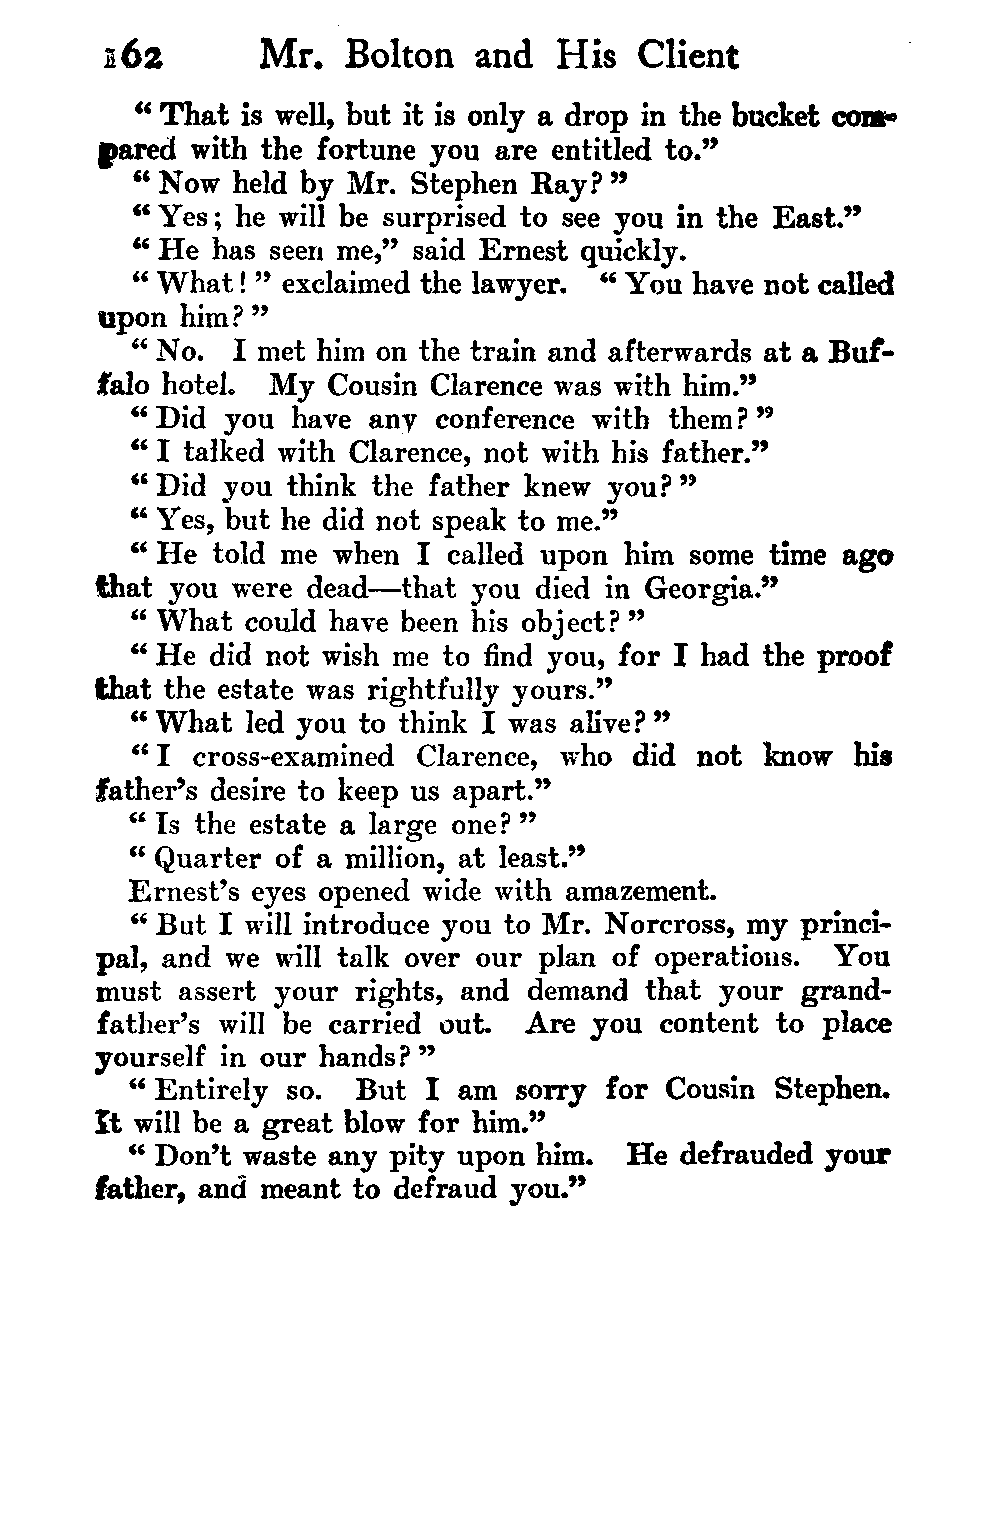 162 Mr. Bolton and His Client
“ That is well, but it is only a drop in the bucket com-
pared with the fortune you are entitled to.”
“ Now held by Mr. Stephen Ray? ”
“ Yes; he will be surprised to see you in the East.”
“ He has seen me,” said Ernest quickly.
“ What! ” exclaimed the lawyer. “ You have not called
upon him? ”
“ No. I met him on the train and afterwards at a Buf-
falo hotel. My Cousin Clarence was with him.”
“ Did you have any conference with them? ”
“ I talked with Clarence, not with his father.”
“ Did you think the father knew you? ”
“ Yes, but he did not speak to me.”
“ He told me when I called upon him some time ago
that you were dead—that you died in Georgia.”
“ What could have been his object? ”
“ He did not wish me to find you, for I had the proof
that the estate was rightfully yours.”
“ What led you to think I was alive? ”
“ I cross-examined Clarence, who did not know his
father’s desire to keep us apart.”
“ Is the estate a large one? ”
“ Quarter of a million, at least.”
Ernest’s eyes opened wide with amazement.
“ But I will introduce you to Mr. Norcross, my princi-
pal, and we will talk over our plan of operations. You
must assert your rights, and demand that your grand-
father’s will be carried out. Are you content to place
yourself in our hands? ”
“ Entirely so. But I am sorry for Cousin Stephen.
It will be a great blow for him.”
“ Don’t waste any pity upon him. He defrauded your
father, and meant to defraud you.”